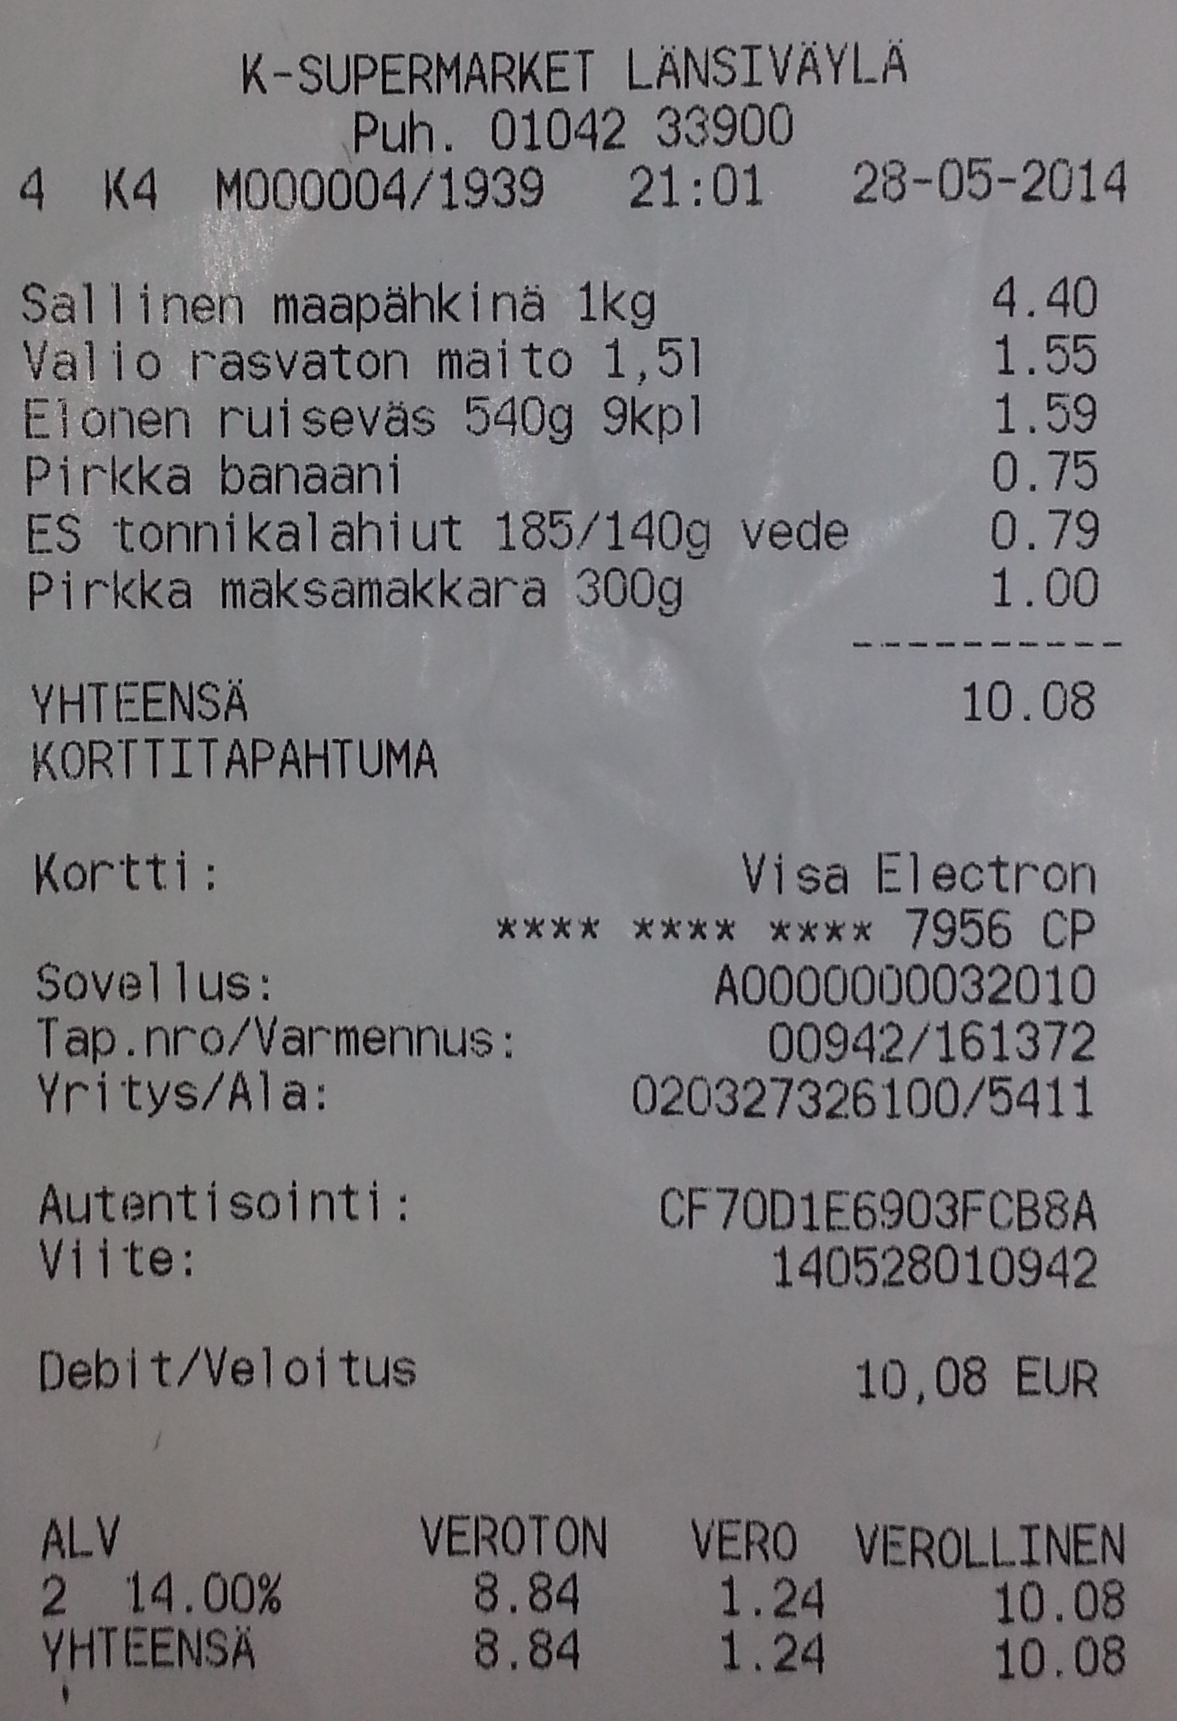 K-SUPERMARKET LÄNSIVÄYLÄ
Puh. 01042 33900
4 K4 M000004/1939 21:01 28-05-2014
Sallinen maapähkinä 1kg 4.40
Valio rasvaton maito 1,5l 1.55
Elonen ruiseväs 540g 9kpl 1.59
Pirkka banaani 0.75
ES tonnikalahiut 185/140g vede 0.79
Pirkka maksamakkara 300g 1.00
----------
YHTEENSÄ 10.08
KORTTITAPAHTUMA
Kortti: Visa Electron
**** **** **** 7956 CP
Sovellus: A0000000032010
Tap.nro/Varmennus: 00942/161372
Yritys/Ala: 020327326100/5411
Autentisointi: CF70D1E6903FCB8A
Viite: 140528010942
Debit/Veloitus 10,08 EUR
ALV VEROTON VERO VEROLLINEN
2 14.00% 8.84 1.24 10.08
YHTEENSÄ 8.84 1.24 10.08